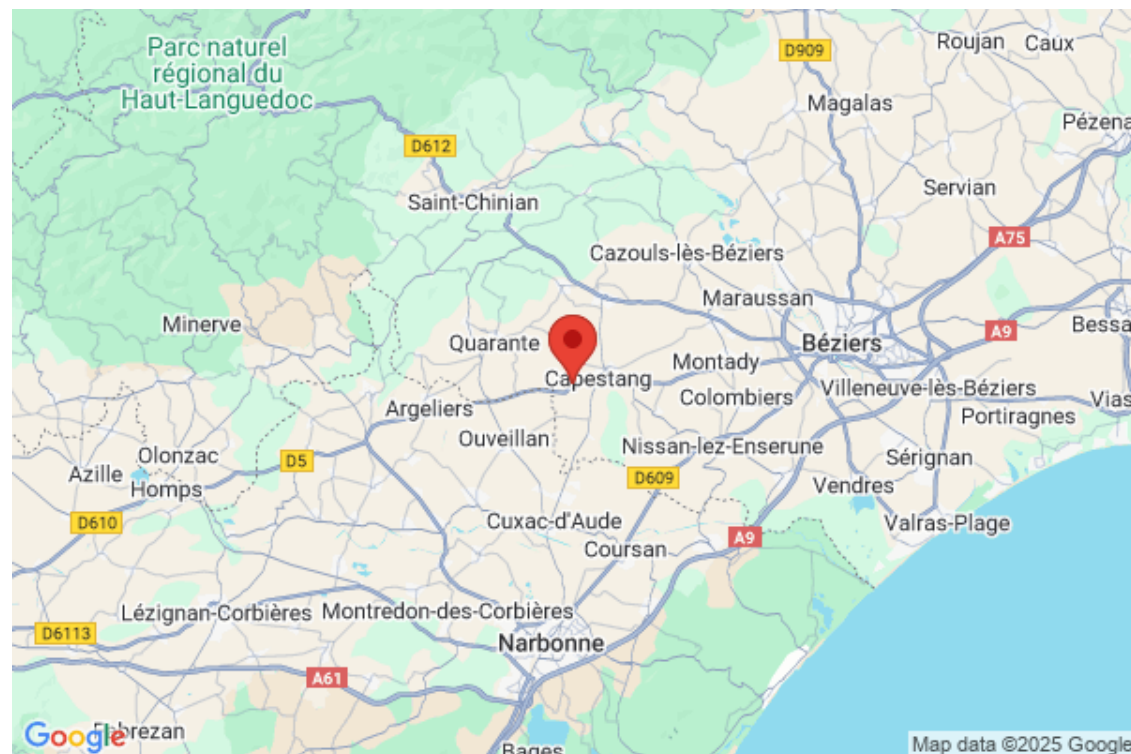 Parc naturel
régional du
Haut-Languedoc
D909
Roujan
Caux
Magalas
Pézena
D612
Saint-Chinian
Servian
A75
Cazouls-lès-Béziers
Maraussan
Minerve
Quarante
Béziers
A9
Bessa
Capestang
Montady
Colombiers
Villeneuve-lès-Béziers
Vias
Argeliers
Portiragnes
Ouveillan
Nissan-lez-Enserune
Olonzac
D5
Sérignan
Azille
Homps
D609
Vendres
D610
Cuxac-d'Aude
Valras-Plage
Coursan
A9
Lézignan-Corbières
Montredon-des-Corbières
D6113
Narbonne
A61
Google
Bages
Map data ©2025 Google